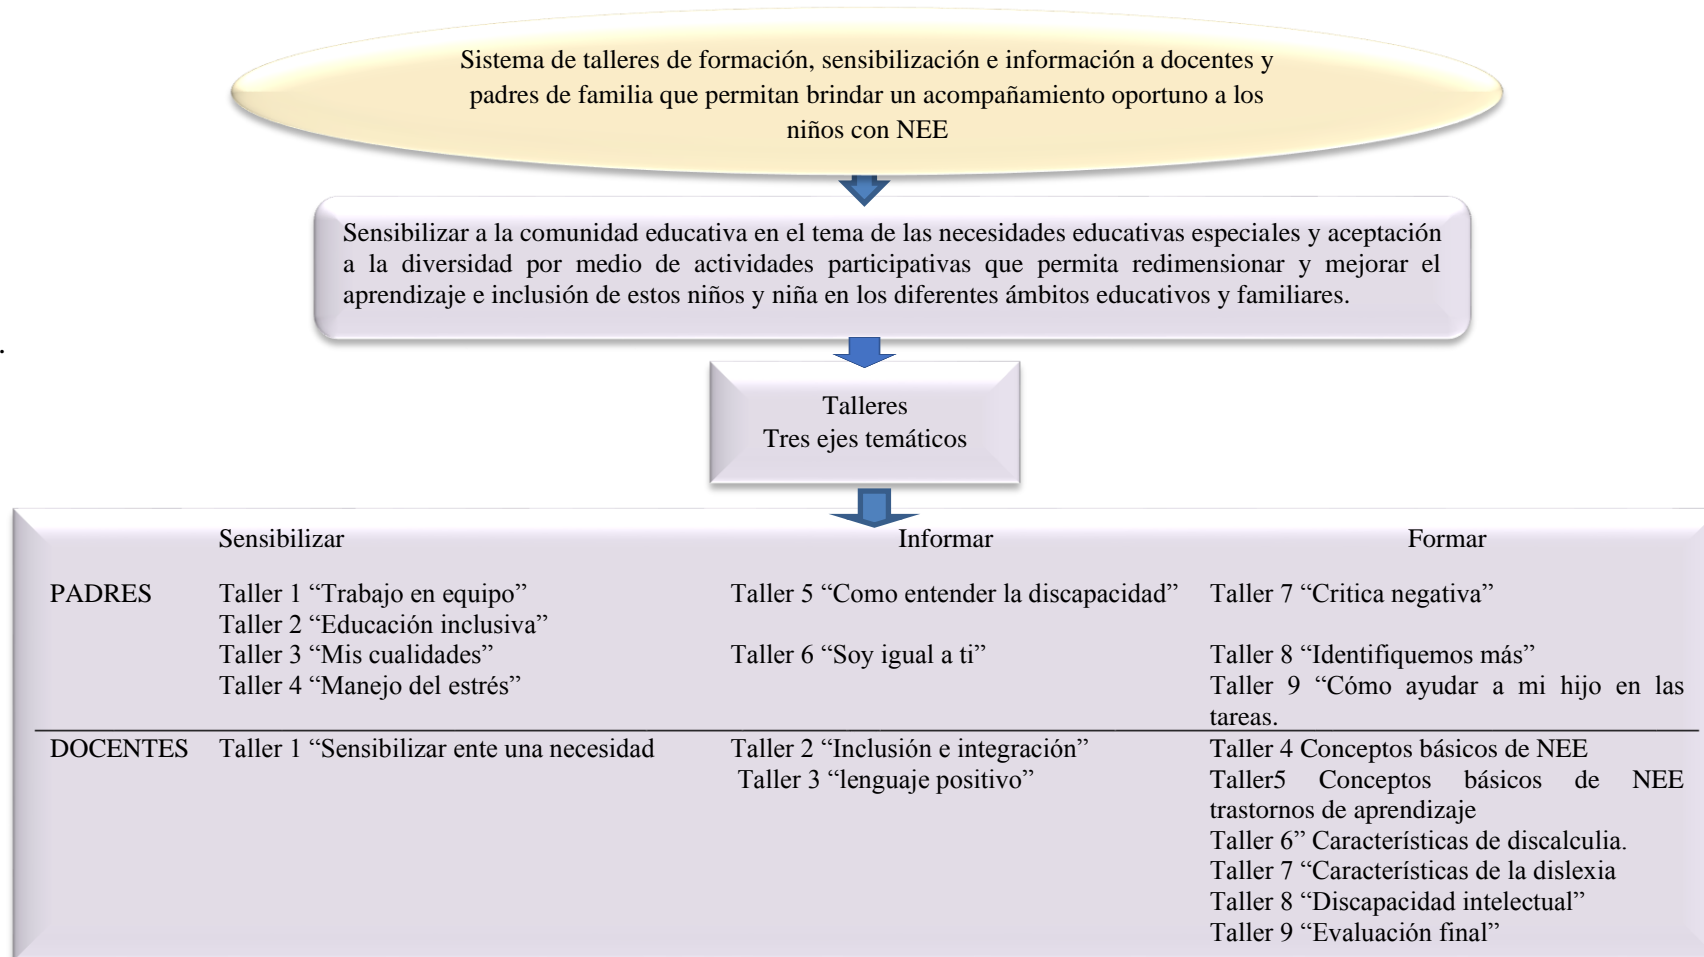 Sistema de talleres de formación, sensibilización e información a docentes y
padres de familia que permitan brindar un acompañamiento oportuno a los
niños con NEE
Sensibilizar a la comunidad educativa en el tema de las necesidades educativas especiales y aceptación
a la diversidad por medio de actividades participativas que permita redimensionar y mejorar el
aprendizaje e inclusión de estos niños y niña en los diferentes ámbitos educativos y familiares.
.
Talleres
Tres ejes temáticos
Sensibilizar Informar Formar
PADRES Taller 1 “Trabajo en equipo” Taller 5 “Como entender la discapacidad” Taller 7 “Critica negativa”
Taller 2 “Educación inclusiva”
Taller 3 “Mis cualidades” Taller 6 “Soy igual a ti” Taller 8 “Identifiquemos más”
Taller 4 “Manejo del estrés” Taller 9 “Cómo ayudar a mi hijo en las
tareas.
DOCENTES Taller 1 “Sensibilizar ente una necesidad Taller 2 “Inclusión e integración” Taller 4 Conceptos básicos de NEE
Taller 3 “lenguaje positivo” Taller5 Conceptos básicos de NEE
trastornos de aprendizaje
Taller 6” Características de discalculia.
Taller 7 “Características de la dislexia
Taller 8 “Discapacidad intelectual”
Taller 9 “Evaluación final”